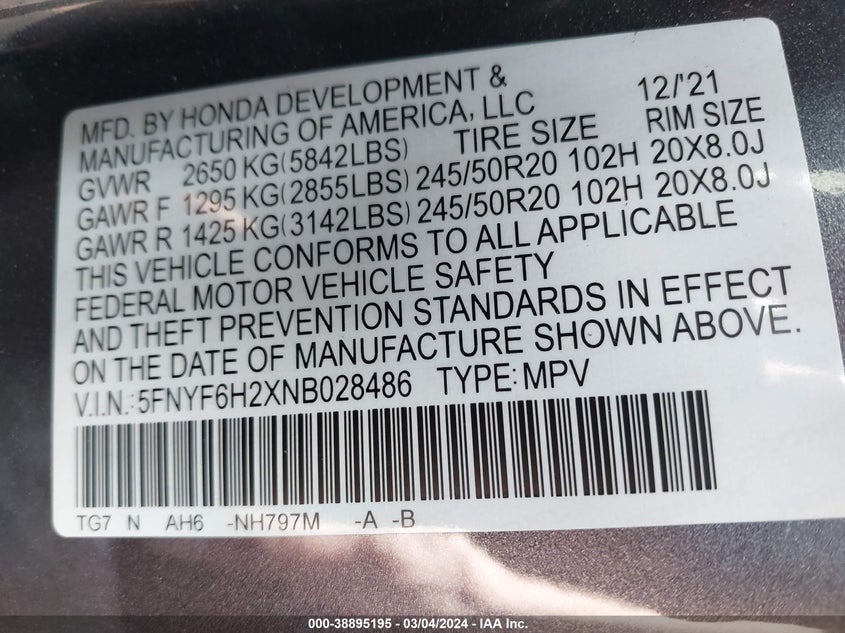 MFD. BY HONDA DEVELOPMENT & 12/'21
MANUFACTURING OF AMERICA, LLC
GVWR 2650 KG(5842LBS) TIRE SIZE RIM SIZE
GAWR F 1295 KG(2855LBS) 245/50R20 102H 20X8.0J
GAWR R 1425 KG(3142LBS) 245/50R20 102H 20X8.0J
THIS VEHICLE CONFORMS TO ALL APPLICABLE
FEDERAL MOTOR VEHICLE SAFETY
AND THEFT PREVENTION STANDARDS IN EFFECT
ON THE DATE OF MANUFACTURE SHOWN ABOVE.
V.I.N.: 5FNYF6H2XNB028486 TYPE: MPV
TG7 N AH6 -NH797M -A -B
000-38895195 - 03/04/2024 - IAA Inc.